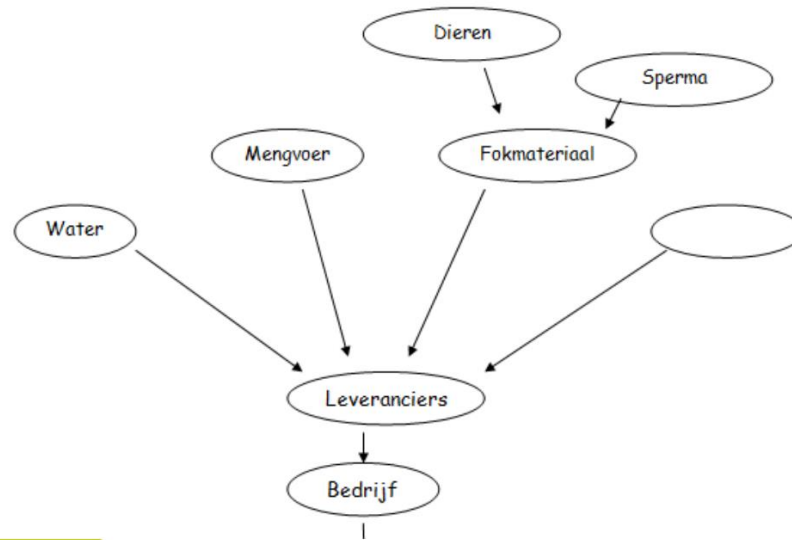 Dieren
Sperma
Mengvoer
Fokmateriaal
Water
Leveranciers
Bedrijf